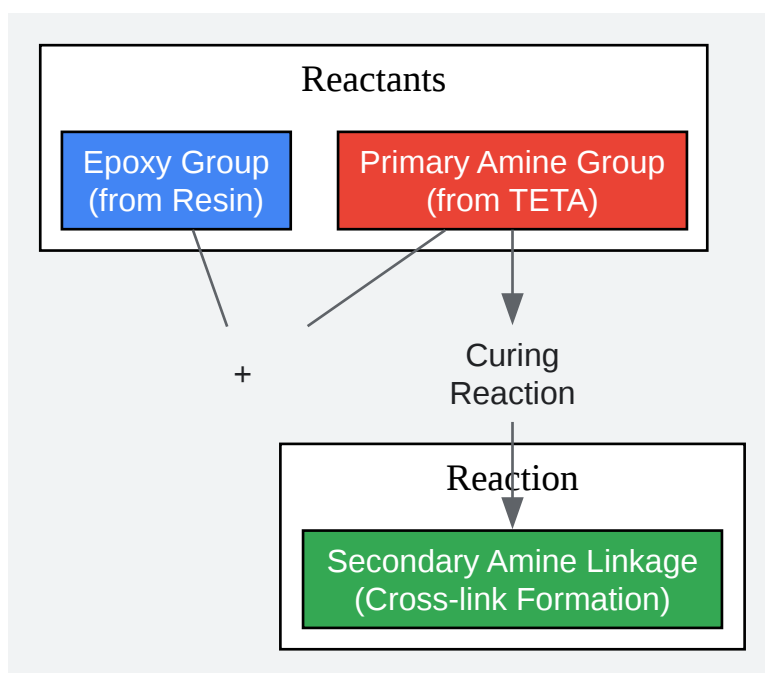 Reactants
Epoxy Group
(from Resin)
Primary Amine Group
(from TETA)
+
Curing
Reaction
Reaction
Secondary Amine Linkage
(Cross-link Formation)